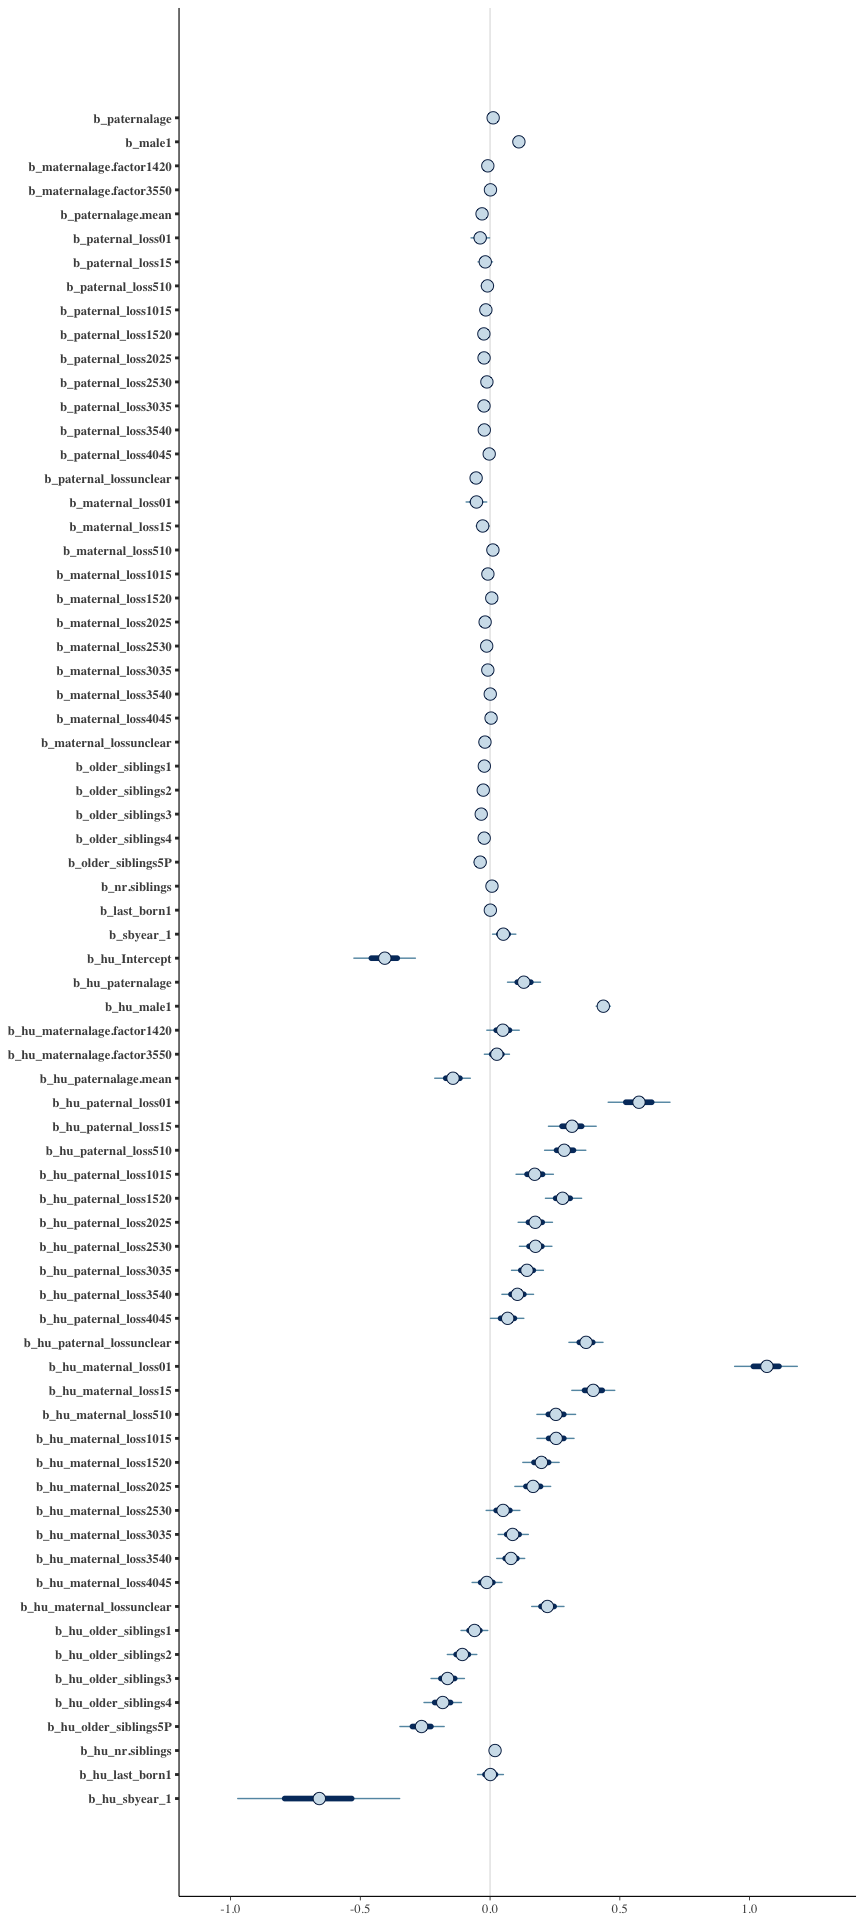 b_paternalage
b_male1
b_maternalage.factor1420
b_maternalage.factor3550
b_paternalage.mean
b_paternal_loss01
b_paternal_loss15
b_paternal_loss510
b_paternal_loss1015
b_paternal_loss1520
b_paternal_loss2025
b_paternal_loss2530
b_paternal_loss3035
b_paternal_loss3540
b_paternal_loss4045
b_paternal_lossunclear
b_maternal_loss01
b_maternal_loss15
b_maternal_loss510
b_maternal_loss1015
b_maternal_loss1520
b_maternal_loss2025
b_maternal_loss2530
b_maternal_loss3035
b_maternal_loss3540
b_maternal_loss4045
b_maternal_lossunclear
b_older_siblings1
b_older_siblings2
b_older_siblings3
b_older_siblings4
b_older_siblings5P
b_nr.siblings
b_last_born1
b_sbyear_1
b_hu_Intercept
b_hu_paternalage
b_hu_male1
b_hu_maternalage.factor1420
b_hu_maternalage.factor3550
b_hu_paternalage.mean
b_hu_paternal_loss01
b_hu_paternal_loss15
b_hu_paternal_loss510
b_hu_paternal_loss1015
b_hu_paternal_loss1520
b_hu_paternal_loss2025
b_hu_paternal_loss2530
b_hu_paternal_loss3035
b_hu_paternal_loss3540
b_hu_paternal_loss4045
b_hu_paternal_lossunclear
b_hu_maternal_loss01
b_hu_maternal_loss15
b_hu_maternal_loss510
b_hu_maternal_loss1015
b_hu_maternal_loss1520
b_hu_maternal_loss2025
b_hu_maternal_loss2530
b_hu_maternal_loss3035
b_hu_maternal_loss3540
b_hu_maternal_loss4045
b_hu_maternal_lossunclear
b_hu_older_siblings1
b_hu_older_siblings2
b_hu_older_siblings3
b_hu_older_siblings4
b_hu_older_siblings5P
b_hu_nr.siblings
b_hu_last_born1
b_hu_sbyear_1
-1.0 -0.5 0.0 0.5 1.0